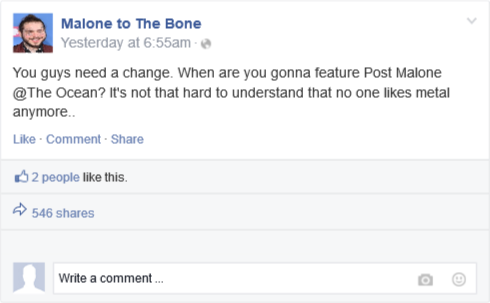 Malone to The Bone
Yesterday at 6:55am ·
You guys need a change. When are you gonna feature Post Malone
@The Ocean? It's not that hard to understand that no one likes metal
anymore..
Like · Comment · Share
2 people like this.
546 shares
Write a comment ...